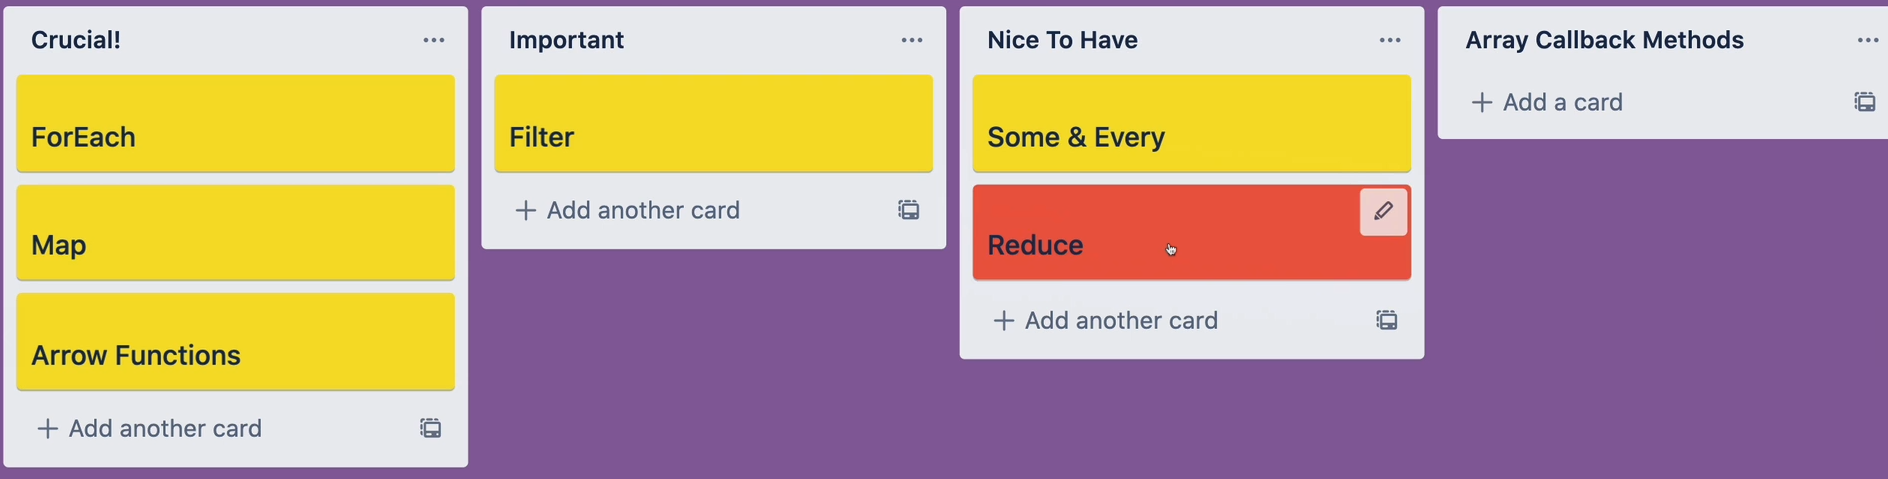 Crucial!
ForEach
Map
Arrow Functions
Add another card
Important
Filter
Add another card
Nice To Have
Some & Every
Reduce
Add another card
Array Callback Methods
Add a card